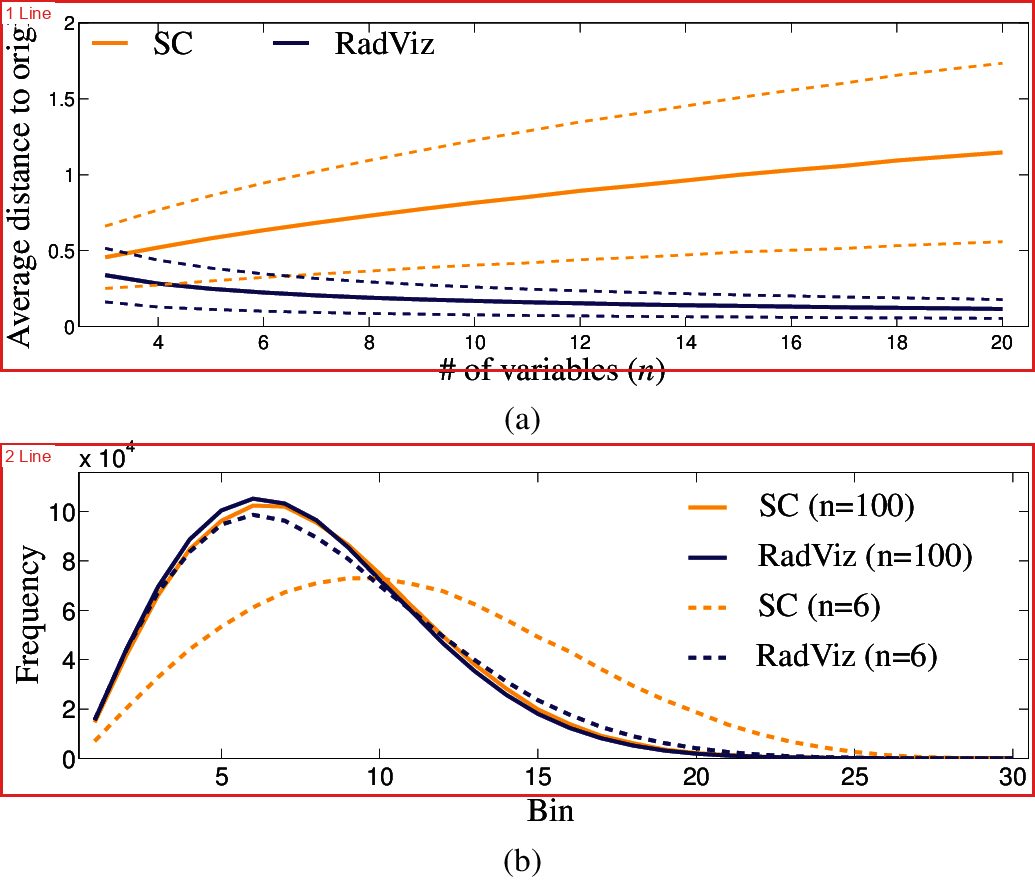 1 Line
2
SC RadViz
1.5
1
0.5
0
Average distance to orig
4 6 8 10 12 14 16 18 20
# of variables (n)
(a)
2 Line
x 10^4
10
8
6
4
2
0
Frequency
SC (n=100)
RadViz (n=100)
SC (n=6)
RadViz (n=6)
5 10 15 20 25 30
Bin
(b)